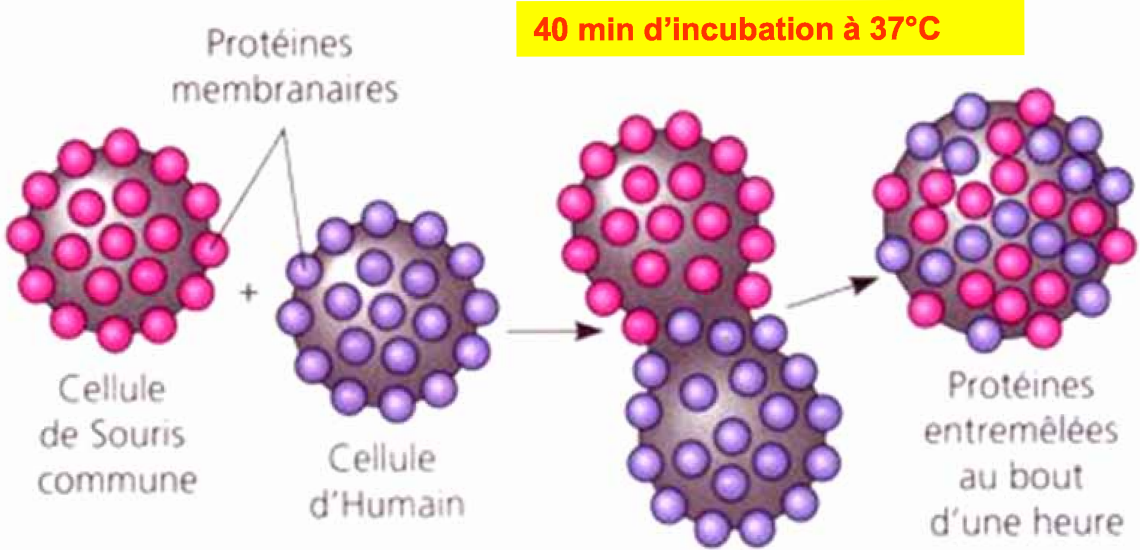 40 min d’incubation à 37°C
Protéines
membranaires
+
Cellule
de Souris
commune
Cellule
d'Humain
Protéines
entremêlées
au bout
d'une heure